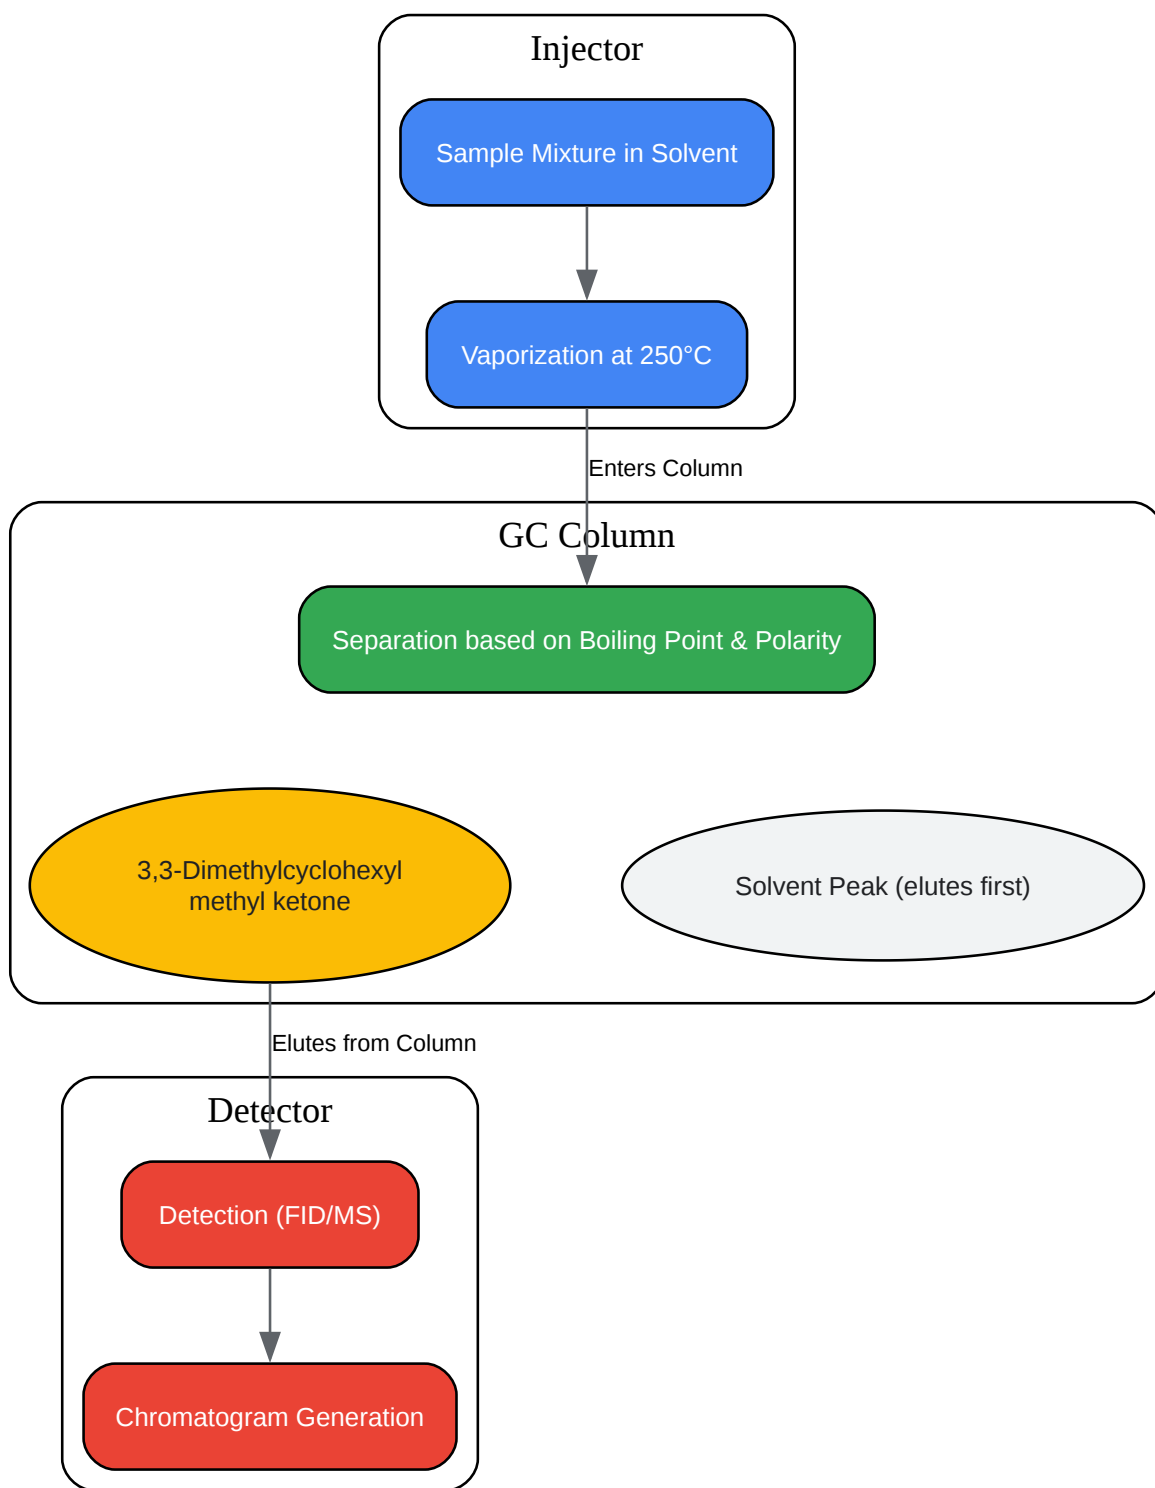 Injector
Sample Mixture in Solvent
Vaporization at 250°C
Enters Column
GC Column
Separation based on Boiling Point & Polarity
3,3-Dimethylcyclohexyl
methyl ketone
Solvent Peak (elutes first)
Elutes from Column
Detector
Detection (FID/MS)
Chromatogram Generation